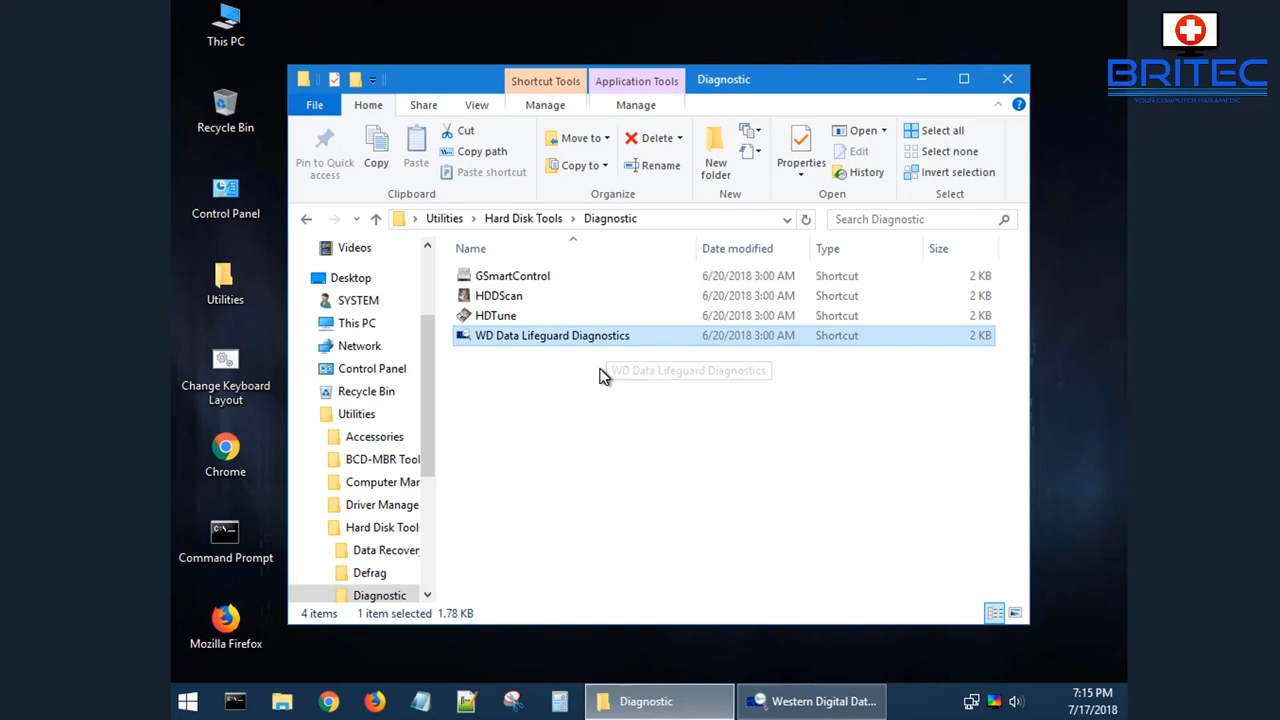 This PC
Recycle Bin
Control Panel
Utilities
Change Keyboard
Layout
Chrome
Command Prompt
Mozilla Firefox
BRITEC
YOUR COMPUTER PARAMEDIC
Shortcut Tools
Application Tools
Diagnostic
File
Home
Share
View
Manage
Manage
Pin to Quick
access
Copy
Paste
Cut
Copy path
Paste shortcut
Clipboard
Move to
Copy to
Delete
Rename
Organize
New
folder
New
Properties
Open
Edit
History
Open
Select all
Select none
Invert selection
Select
Utilities > Hard Disk Tools > Diagnostic
Search Diagnostic
Videos
Desktop
SYSTEM
This PC
Network
Control Panel
Recycle Bin
Utilities
Accessories
BCD-MBR Tool
Computer Mar
Driver Manage
Hard Disk Tool
Data Recover
Defrag
Diagnostic
Name Date modified Type Size
GSmartControl 6/20/2018 3:00 AM Shortcut 2 KB
HDDScan 6/20/2018 3:00 AM Shortcut 2 KB
HDTune 6/20/2018 3:00 AM Shortcut 2 KB
WD Data Lifeguard Diagnostics 6/20/2018 3:00 AM Shortcut 2 KB
WD Data Lifeguard Diagnostics
4 items 1 item selected 1.78 KB
Diagnostic
Western Digital Dat...
7:15 PM
7/17/2018